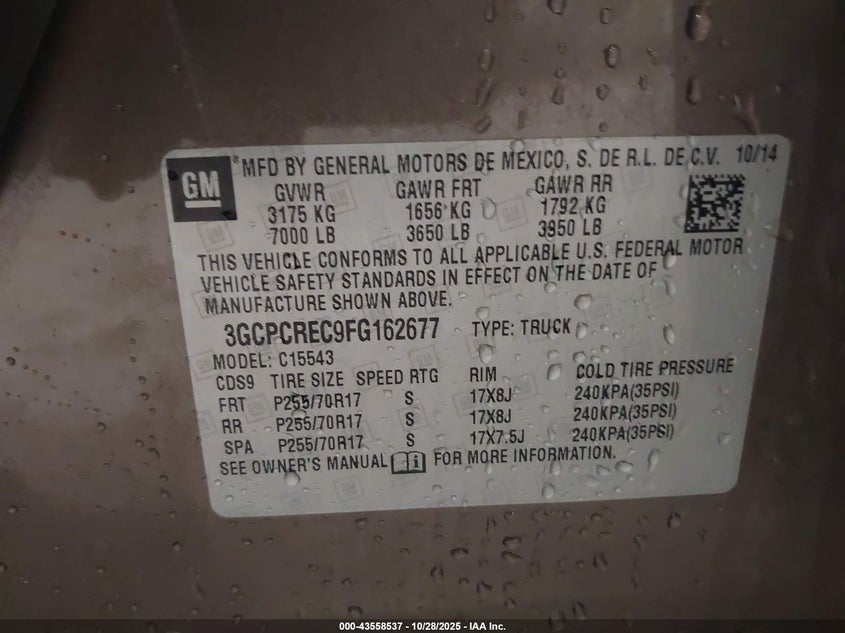 GM
® MFD BY GENERAL MOTORS DE MEXICO, S. DE R.L. DE C.V. 10/14
GVWR GAWR FRT GAWR RR
3175 KG 1656 KG 1792 KG
7000 LB 3650 LB 3950 LB
THIS VEHICLE CONFORMS TO ALL APPLICABLE U.S. FEDERAL MOTOR
VEHICLE SAFETY STANDARDS IN EFFECT ON THE DATE OF
MANUFACTURE SHOWN ABOVE.
3GCPCREC9FG162677 TYPE: TRUCK
MODEL: C15543
CDS9 TIRE SIZE SPEED RTG RIM COLD TIRE PRESSURE
FRT P255/70R17 S 17X8J 240KPA(35PSI)
RR P255/70R17 S 17X8J 240KPA(35PSI)
SPA P255/70R17 S 17X7.5J 240KPA(35PSI)
SEE OWNER'S MANUAL FOR MORE INFORMATION.
000-43558537 - 10/28/2025 - IAA Inc.